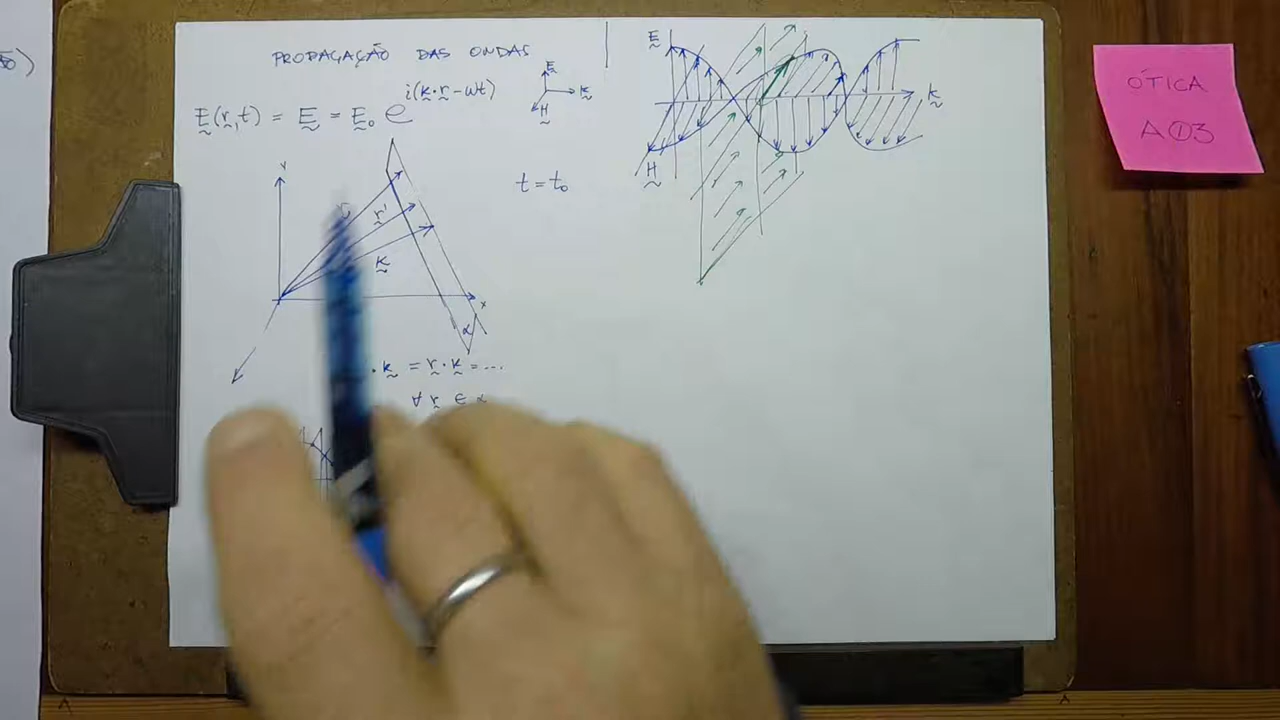 PROPAGAÇÃO DAS ONDAS
E(r,t) = E = E₀ e^i(k·r-ωt)
E
k
H
t = t₀
Y
r
r'
k
x
α
· k = r · k = ...
∀ r ∈ α
E
k
H
ÓTICA
A03